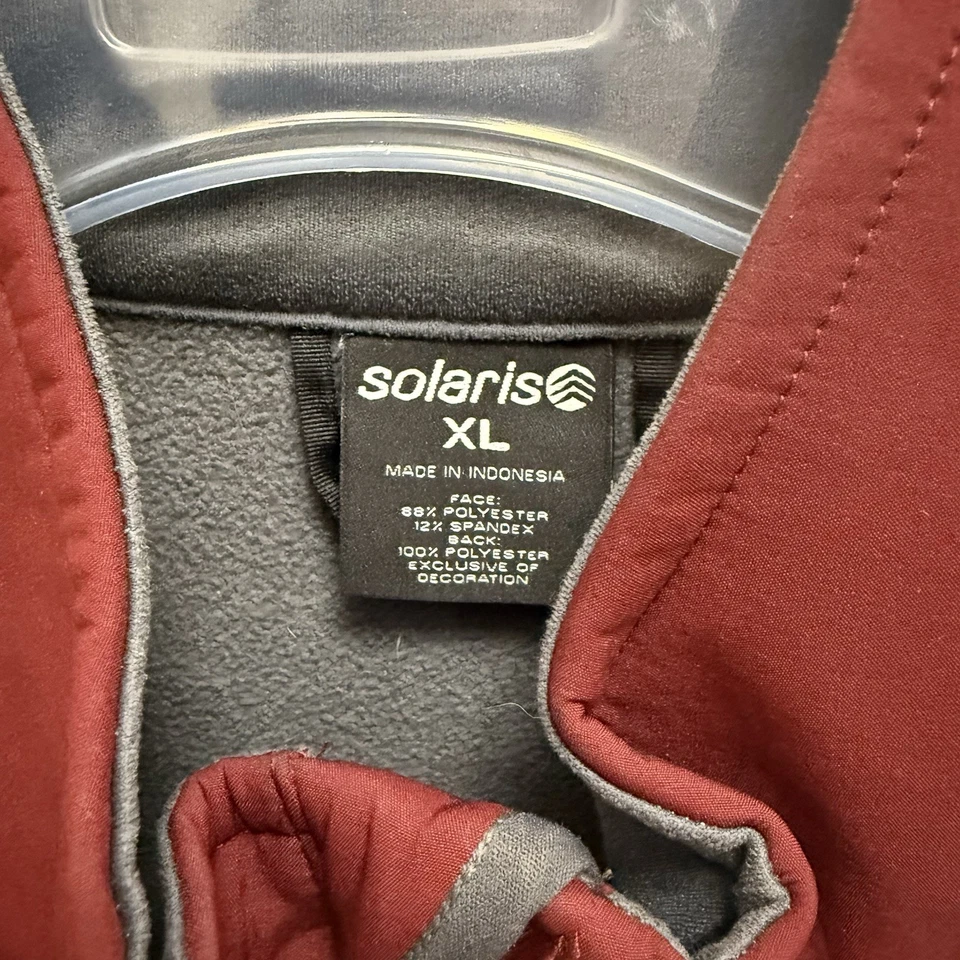 solaris
XL
MADE IN INDONESIA
FACE:
88% POLYESTER
12% SPANDEX
BACK:
100% POLYESTER
EXCLUSIVE OF
DECORATION